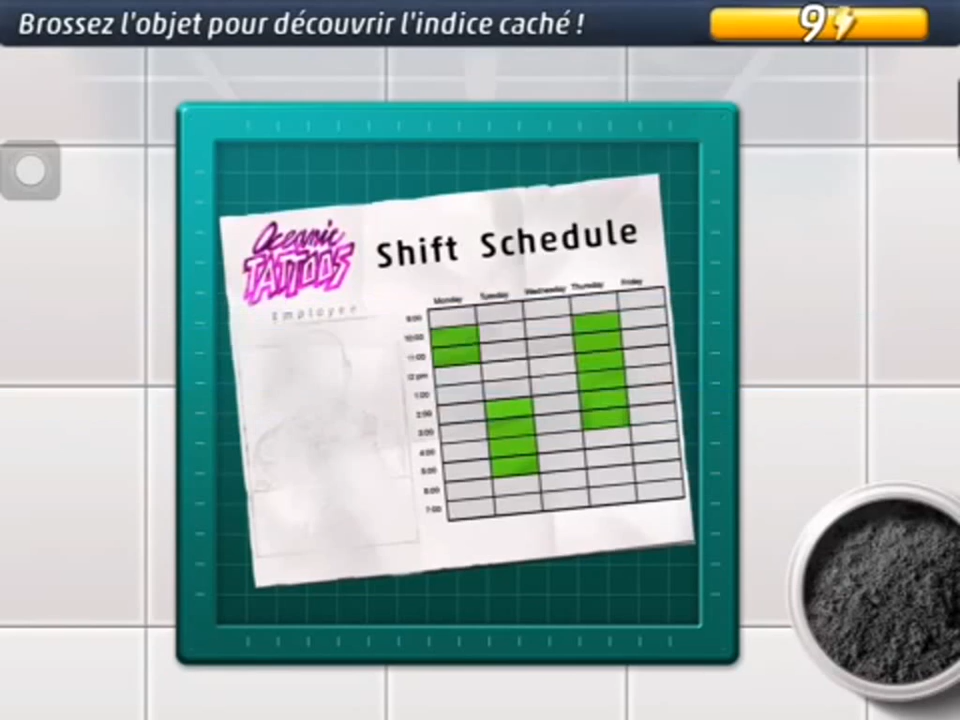 Brossez l'objet pour découvrir l'indice caché !
9
Oceanic
TATTOOS
Shift Schedule
Employee
Monday Tuesday Wednesday Thursday Friday
9:00
10:00
11:00
12 pm
1:00
2:00
3:00
4:00
5:00
6:00
7:00